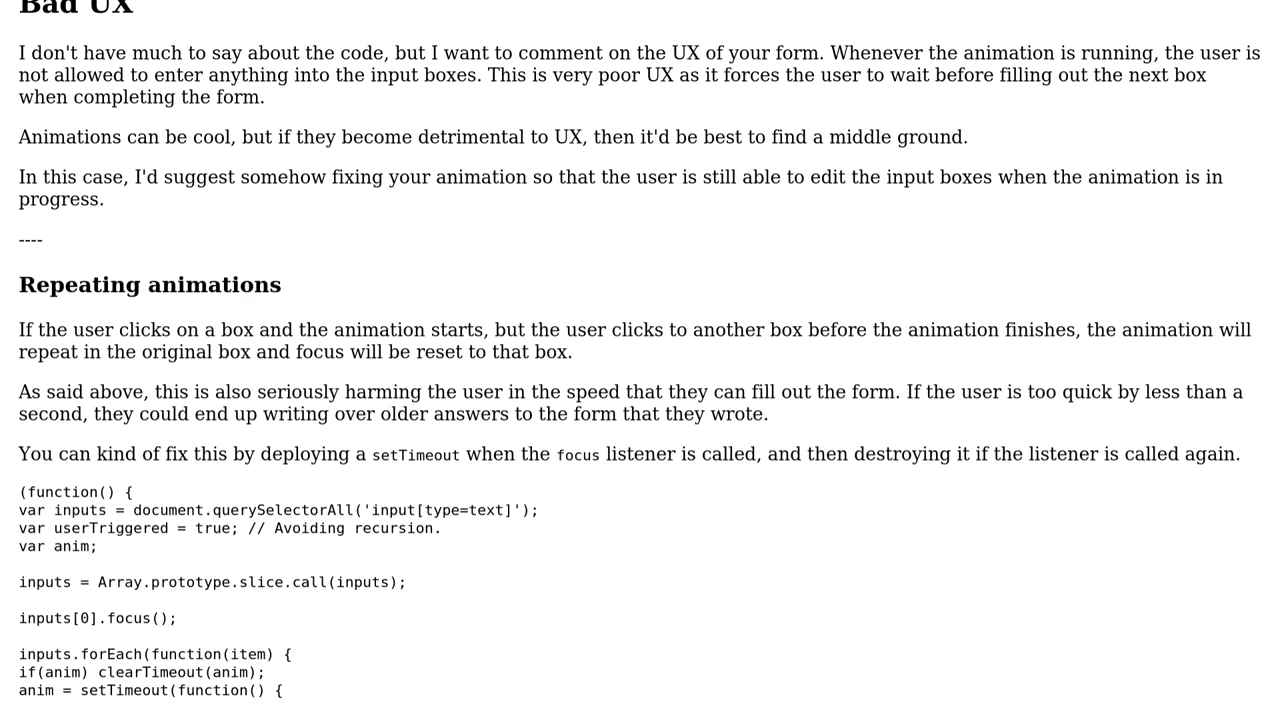 Bad UX
I don't have much to say about the code, but I want to comment on the UX of your form. Whenever the animation is running, the user is
not allowed to enter anything into the input boxes. This is very poor UX as it forces the user to wait before filling out the next box
when completing the form.
Animations can be cool, but if they become detrimental to UX, then it'd be best to find a middle ground.
In this case, I'd suggest somehow fixing your animation so that the user is still able to edit the input boxes when the animation is in
progress.
----
Repeating animations
If the user clicks on a box and the animation starts, but the user clicks to another box before the animation finishes, the animation will
repeat in the original box and focus will be reset to that box.
As said above, this is also seriously harming the user in the speed that they can fill out the form. If the user is too quick by less than a
second, they could end up writing over older answers to the form that they wrote.
You can kind of fix this by deploying a setTimeout when the focus listener is called, and then destroying it if the listener is called again.
(function() {
var inputs = document.querySelectorAll('input[type=text]');
var userTriggered = true; // Avoiding recursion.
var anim;
inputs = Array.prototype.slice.call(inputs);
inputs[0].focus();
inputs.forEach(function(item) {
if(anim) clearTimeout(anim);
anim = setTimeout(function() {